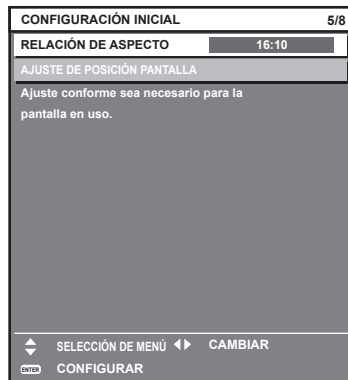 CONFIGURACIÓN INICIAL 5/8
RELACIÓN DE ASPECTO 16:10
AJUSTE DE POSICIÓN PANTALLA
Ajuste conforme sea necesario para la
pantalla en uso.
SELECCIÓN DE MENÚ CAMBIAR
ENTER CONFIGURAR